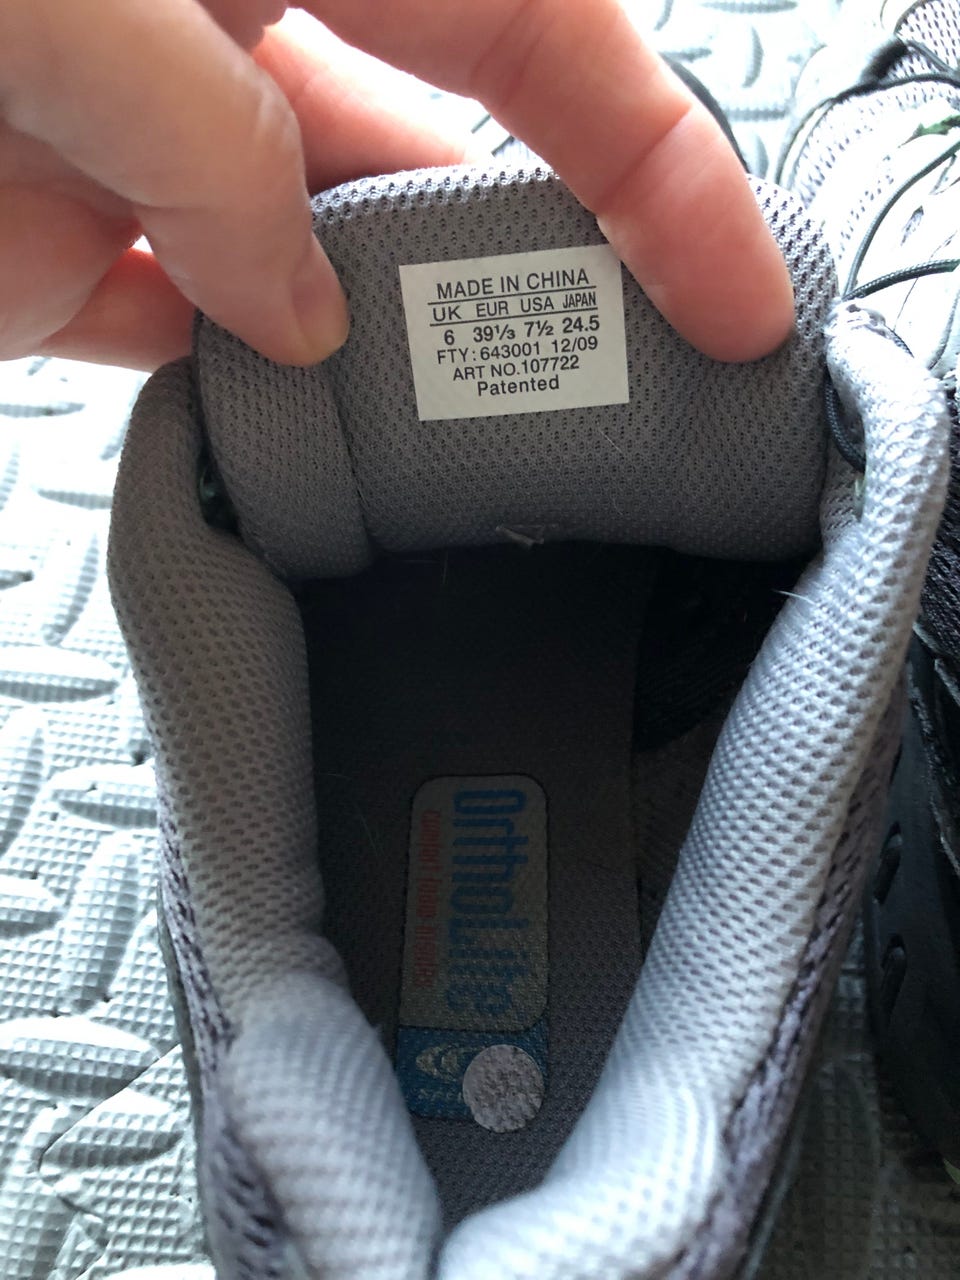 MADE IN CHINA
UK EUR USA JAPAN
6 39⅓ 7½ 24.5
FTY: 643001 12/09
ART NO.107722
Patented
ortholite